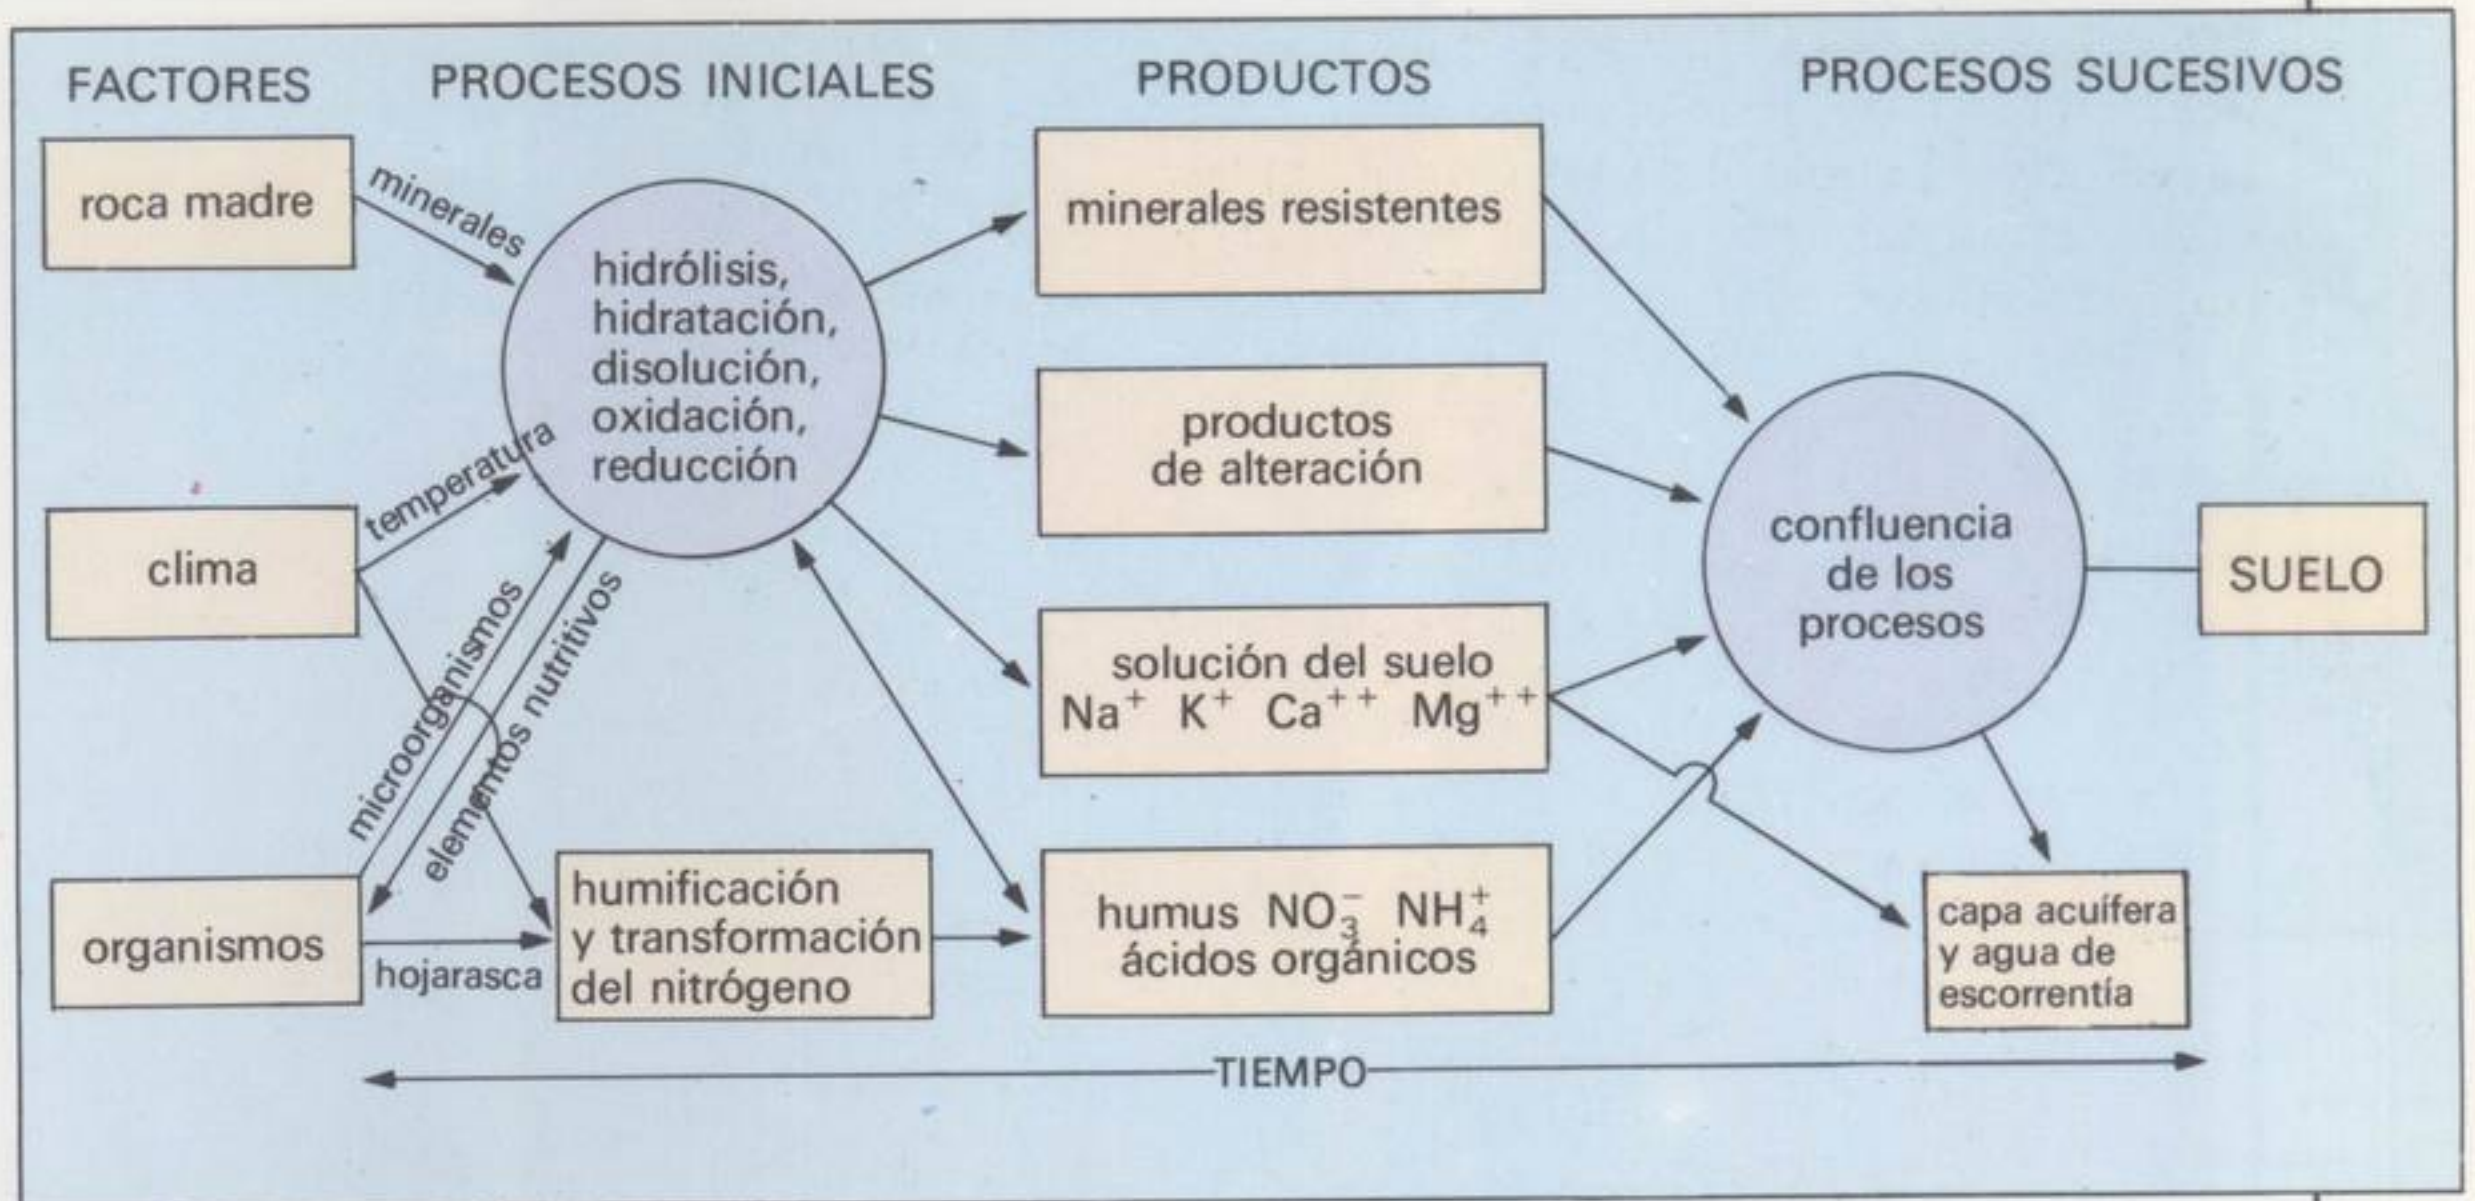 FACTORES
PROCESOS INICIALES
PRODUCTOS
PROCESOS SUCESIVOS
roca madre
minerales
hidrólisis,
hidratación,
disolución,
oxidación,
reducción
minerales resistentes
productos
de alteración
clima
temperatura
microorganismos
elementos nutritivos
solución del suelo
Na⁺ K⁺ Ca⁺⁺ Mg⁺⁺
confluencia
de los
procesos
SUELO
organismos
hojarasca
humificación
y transformación
del nitrógeno
humus NO₃⁻ NH₄⁺
ácidos orgánicos
capa acuífera
y agua de
escorrentía
TIEMPO